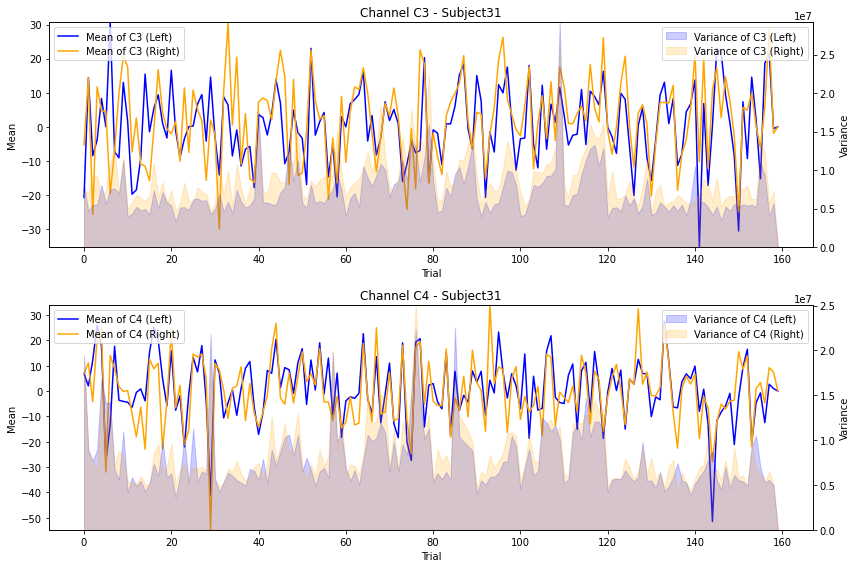 Channel C3 - Subject31
1e7
Mean of C3 (Left)
Mean of C3 (Right)
Variance of C3 (Left)
Variance of C3 (Right)
30
20
10
0
−10
−20
−30
Mean
2.5
2.0
1.5
1.0
0.5
0.0
Variance
0 20 40 60 80 100 120 140 160
Trial
Channel C4 - Subject31
1e7
Mean of C4 (Left)
Mean of C4 (Right)
Variance of C4 (Left)
Variance of C4 (Right)
30
20
10
0
−10
−20
−30
−40
−50
Mean
2.5
2.0
1.5
1.0
0.5
0.0
Variance
0 20 40 60 80 100 120 140 160
Trial